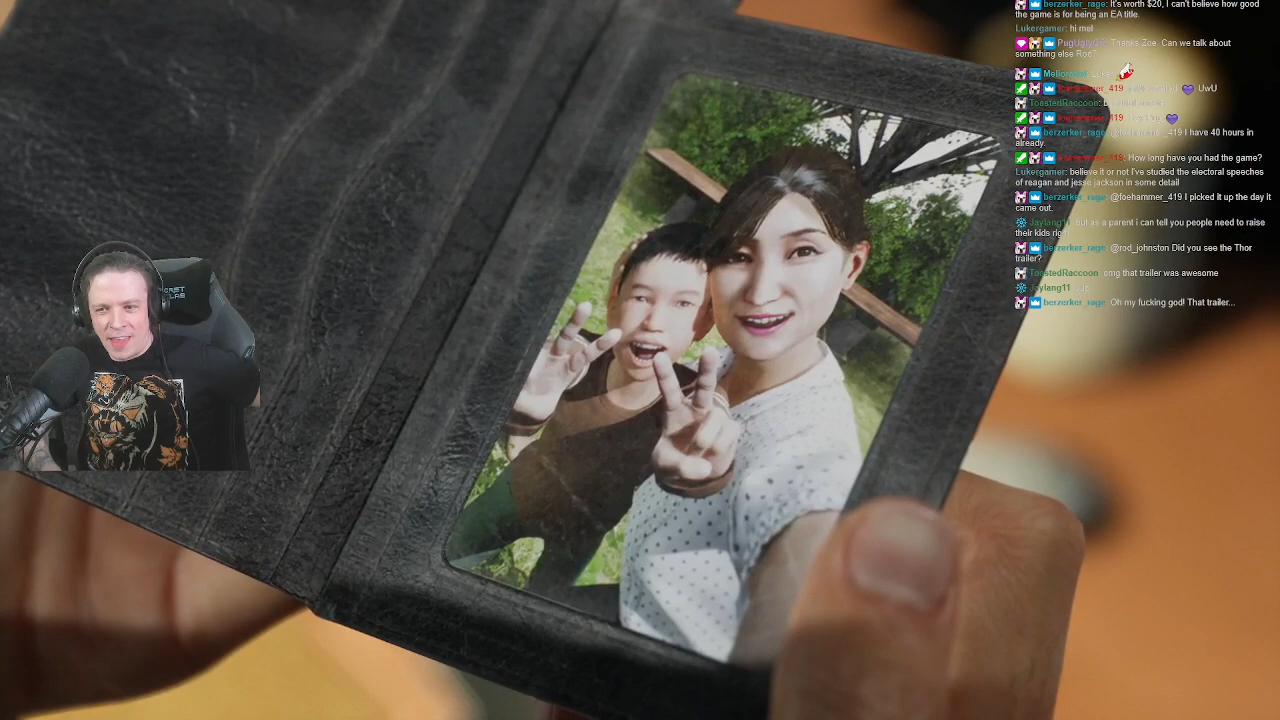 berzerker_rage: It's worth $20, I can't believe how good
the game is for being an EA title.
Lukergamer: hi mel
Thanks Zoe. Can we talk about
something else Rod?
UwU
ToastedRaccoon:
berzerker_rage: _419 I have 40 hours in
already.
_419: How long have you had the game?
Lukergamer: believe it or not I've studied the electoral speeches
of reagan and jesse jackson in some detail
berzerker_rage: @foehammer_419 I picked it up the day it
came out.
but as a parent i can tell you people need to raise
their kids right
berzerker_rage: @rod_johnston Did you see the Thor
trailer?
ToastedRaccoon: omg that trailer was awesome
Jaylang11
berzerker_rage: Oh my fucking god! That trailer...